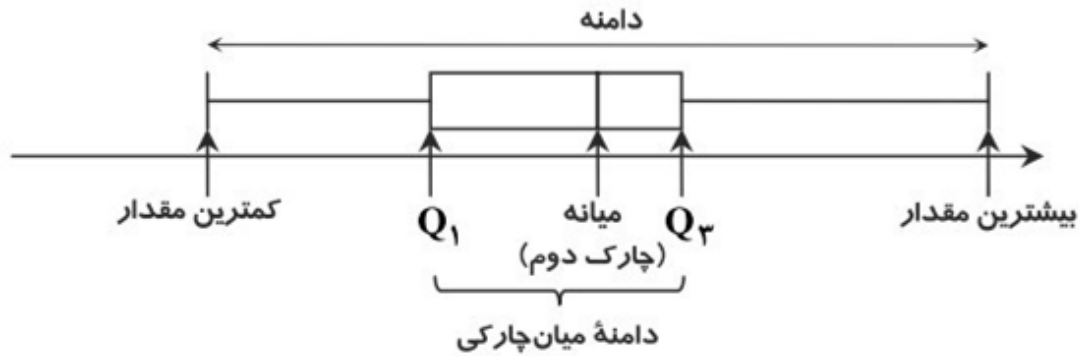 دامنه
کمترین مقدار
Q۱
میانه
(چارک دوم)
Q۳
بیشترین مقدار
دامنهٔ میان‌چارکی